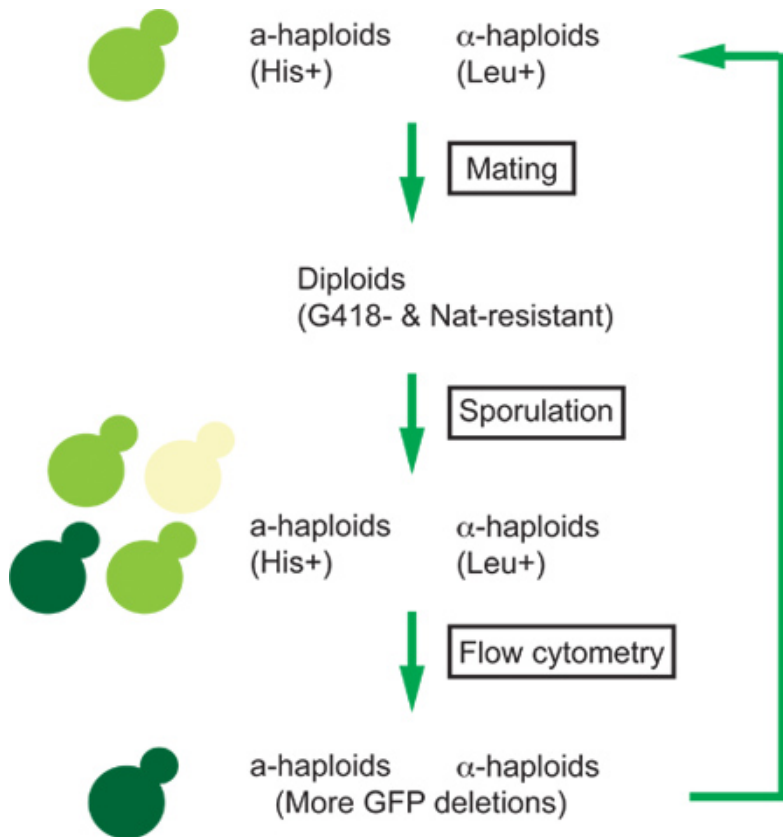 a-haploids α-haploids
(His+) (Leu+)
Mating
Diploids
(G418- & Nat-resistant)
Sporulation
a-haploids α-haploids
(His+) (Leu+)
Flow cytometry
a-haploids α-haploids
(More GFP deletions)